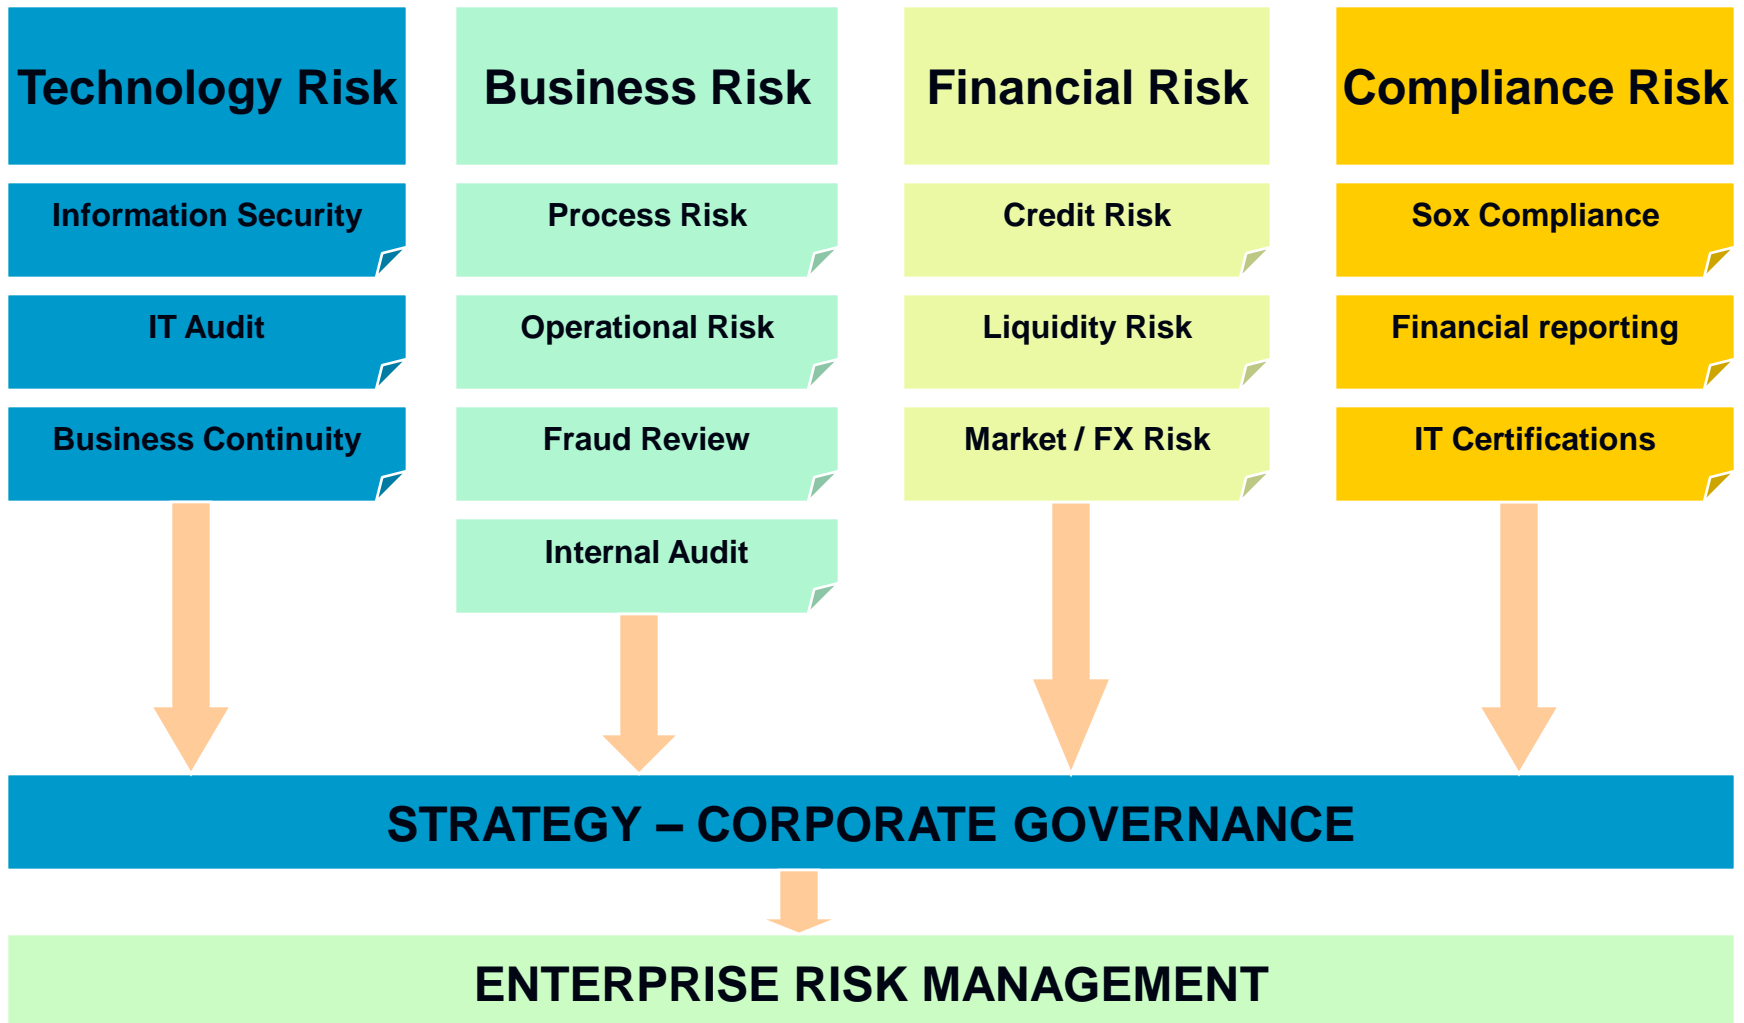 Technology Risk
Information Security
IT Audit
Business Continuity
Business Risk
Process Risk
Operational Risk
Fraud Review
Internal Audit
Financial Risk
Credit Risk
Liquidity Risk
Market / FX Risk
Compliance Risk
Sox Compliance
Financial reporting
IT Certifications
STRATEGY – CORPORATE GOVERNANCE
ENTERPRISE RISK MANAGEMENT